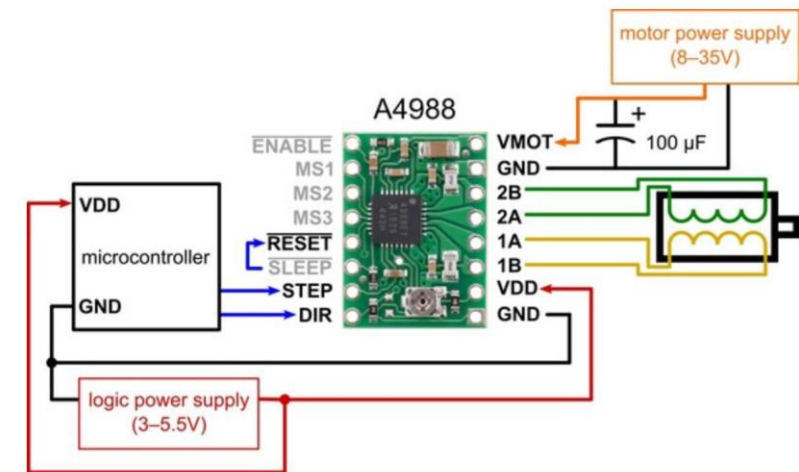 motor power supply
(8–35V)
A4988
ENABLE
MS1
MS2
MS3
RESET
SLEEP
STEP
DIR
VMOT
GND
2B
2A
1A
1B
VDD
GND
+
100 µF
VDD
microcontroller
GND
logic power supply
(3–5.5V)